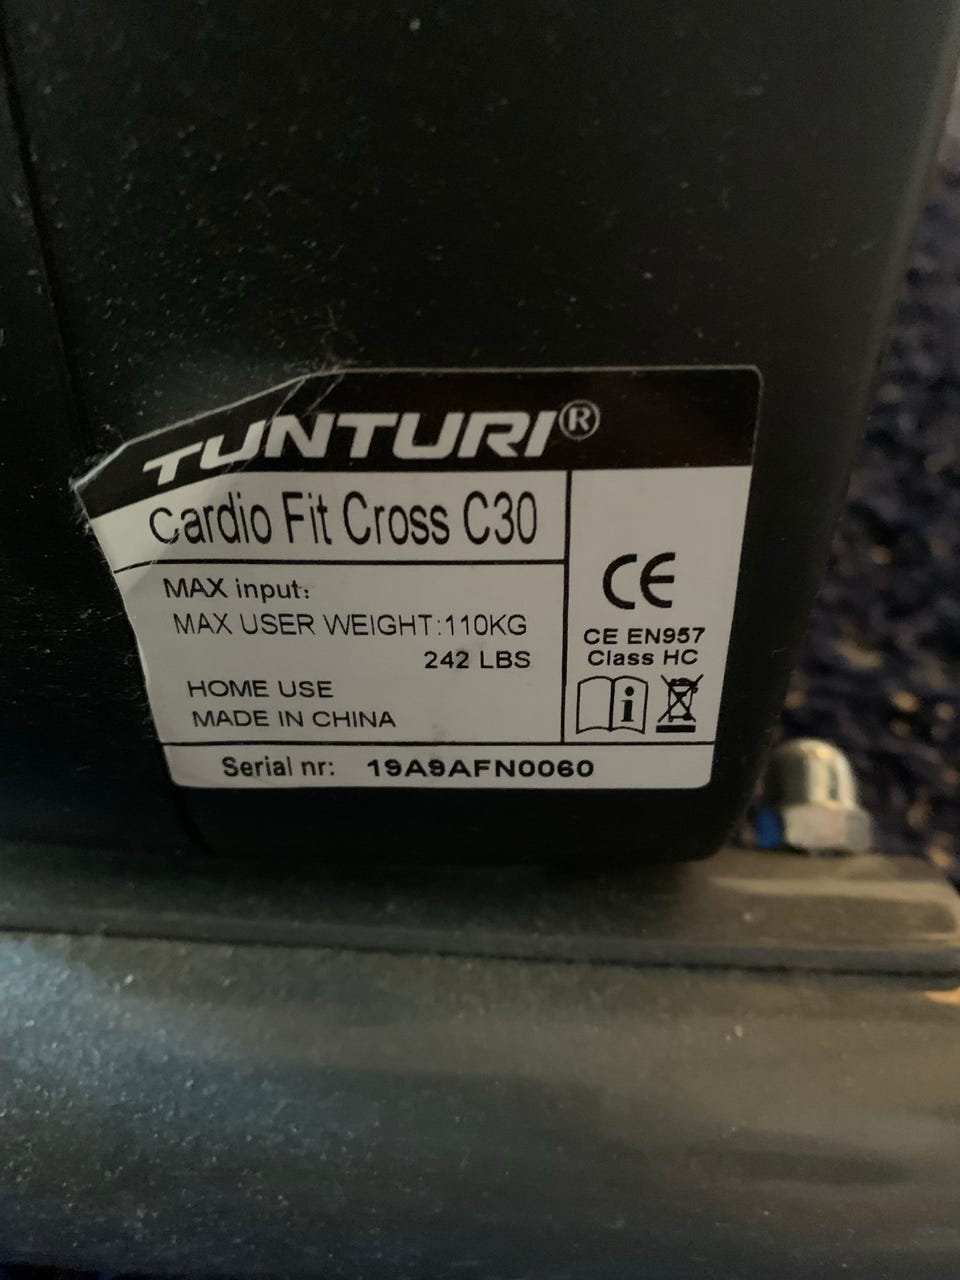 TUNTURI®
Cardio Fit Cross C30
MAX input:
MAX USER WEIGHT:110KG
242 LBS
HOME USE
MADE IN CHINA
CE
CE EN957
Class HC
i
Serial nr: 19A9AFN0060